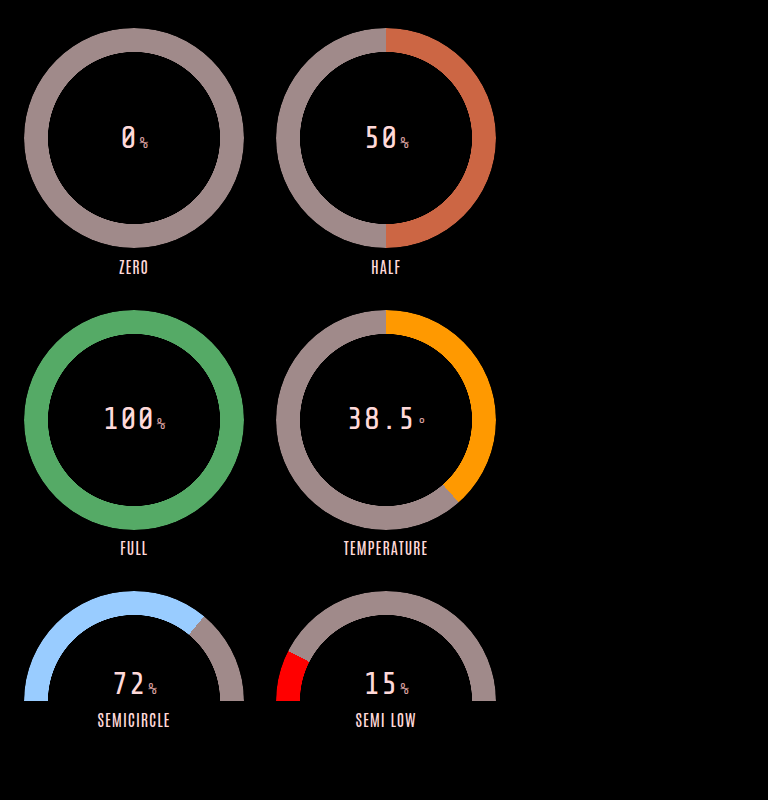 0%
50%
ZERO
HALF
100%
38.5°
FULL
TEMPERATURE
72%
15%
SEMICIRCLE
SEMI LOW